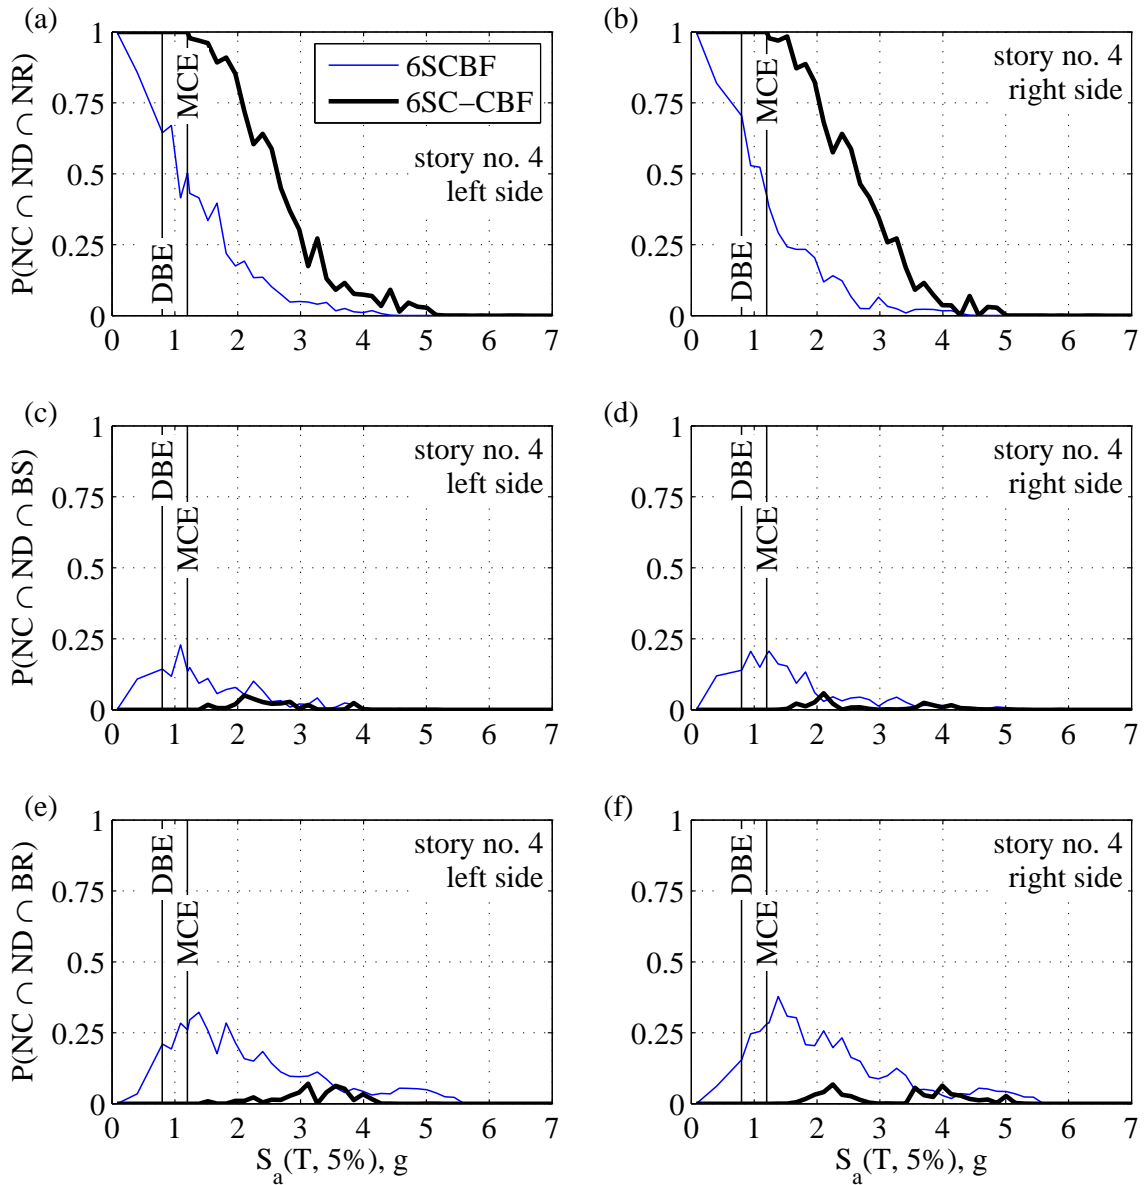 (a)
P(NC ∩ ND ∩ NR)
1
0.75
0.5
0.25
0
DBE
MCE
6SCBF
6SC−CBF
story no. 4
left side
0 1 2 3 4 5 6 7
(b)
1
0.75
0.5
0.25
0
DBE
MCE
story no. 4
right side
0 1 2 3 4 5 6 7
(c)
P(NC ∩ ND ∩ BS)
1
0.75
0.5
0.25
0
DBE
MCE
story no. 4
left side
0 1 2 3 4 5 6 7
(d)
1
0.75
0.5
0.25
0
DBE
MCE
story no. 4
right side
0 1 2 3 4 5 6 7
(e)
P(NC ∩ ND ∩ BR)
1
0.75
0.5
0.25
0
DBE
MCE
story no. 4
left side
0 1 2 3 4 5 6 7
S_a(T, 5%), g
(f)
1
0.75
0.5
0.25
0
DBE
MCE
story no. 4
right side
0 1 2 3 4 5 6 7
S_a(T, 5%), g